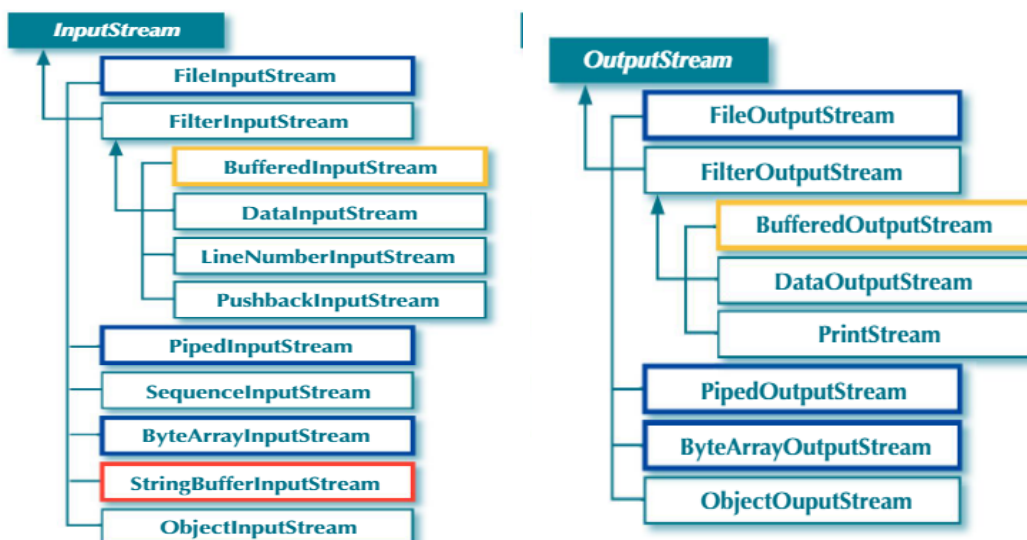 InputStream
FileInputStream
FilterInputStream
BufferedInputStream
DataInputStream
LineNumberInputStream
PushbackInputStream
PipedInputStream
SequenceInputStream
ByteArrayInputStream
StringBufferInputStream
ObjectInputStream
OutputStream
FileOutputStream
FilterOutputStream
BufferedOutputStream
DataOutputStream
PrintStream
PipedOutputStream
ByteArrayOutputStream
ObjectOuputStream